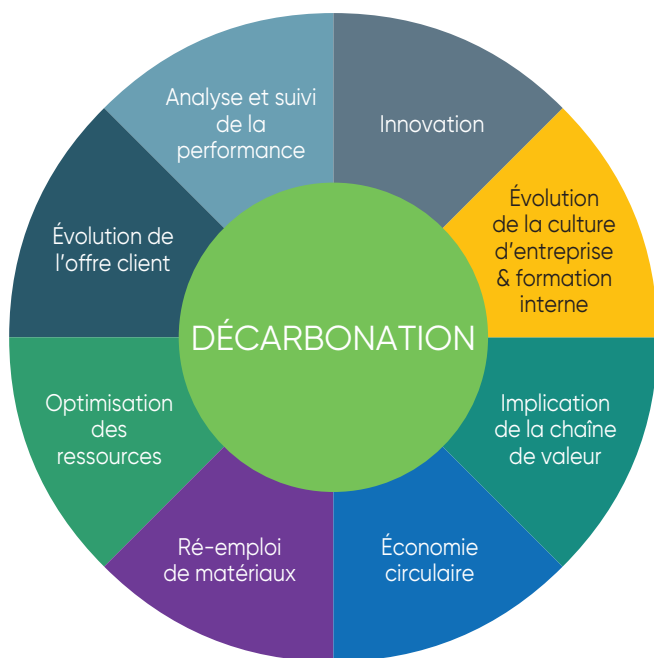 Analyse et suivi
de la
performance
Innovation
Évolution
de la culture
d'entreprise
& formation
interne
Évolution de
l'offre client
DÉCARBONATION
Optimisation
des
ressources
Implication
de la chaîne
de valeur
Ré-emploi
de matériaux
Économie
circulaire